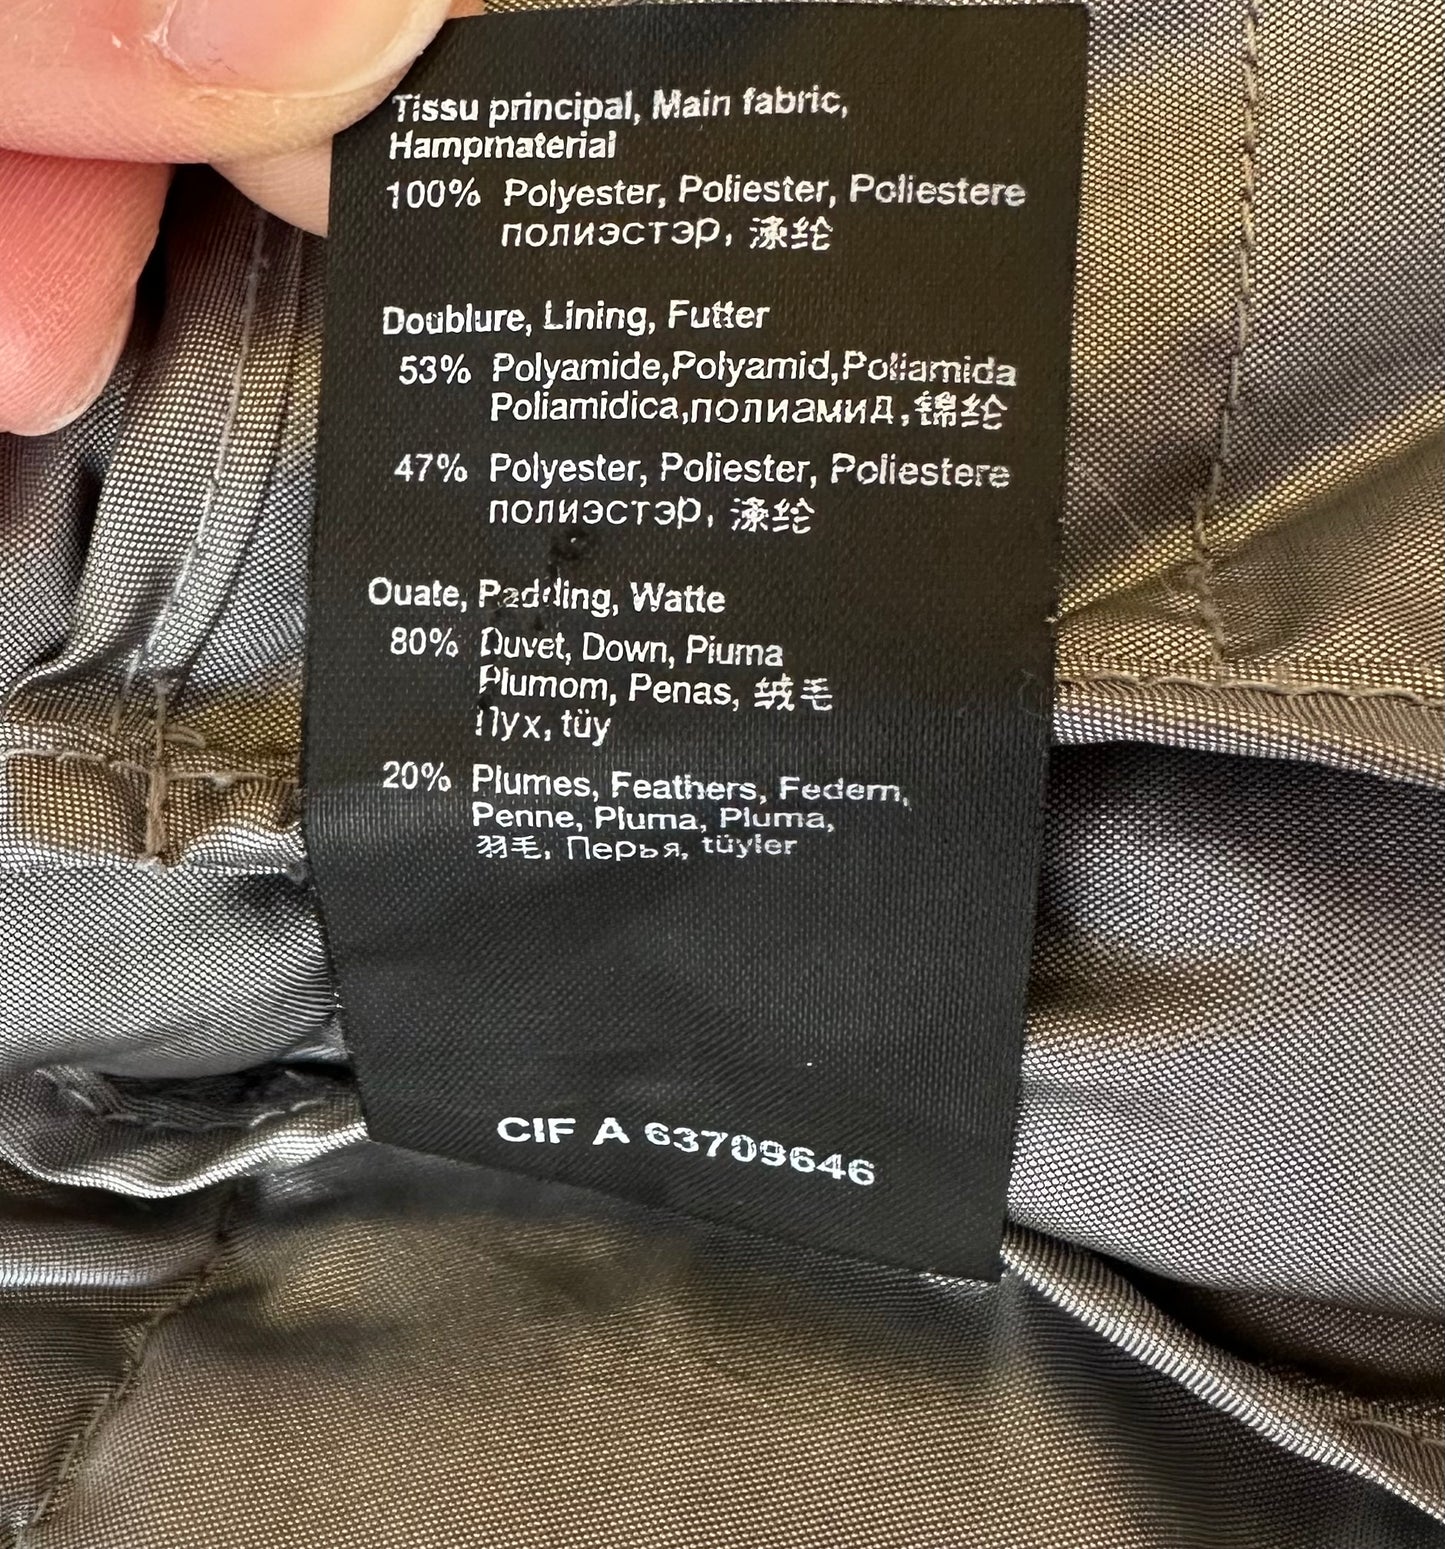 Tissu principal, Main fabric,
Hampmaterial
100% Polyester, Poliester, Poliestere
полиэстэр, 涤纶
Doublure, Lining, Futter
53% Polyamide,Polyamid,Poliamida
Poliamidica,полиамид,锦纶
47% Polyester, Poliester, Poliestere
полиэстэр, 涤纶
Ouate, Padding, Watte
80% Duvet, Down, Piuma
Plumom, Penas, 绒毛
Пух, tüy
20% Plumes, Feathers, Federn,
Penne, Pluma, Pluma,
羽毛, Перья, tüyler
CIF A 63709646